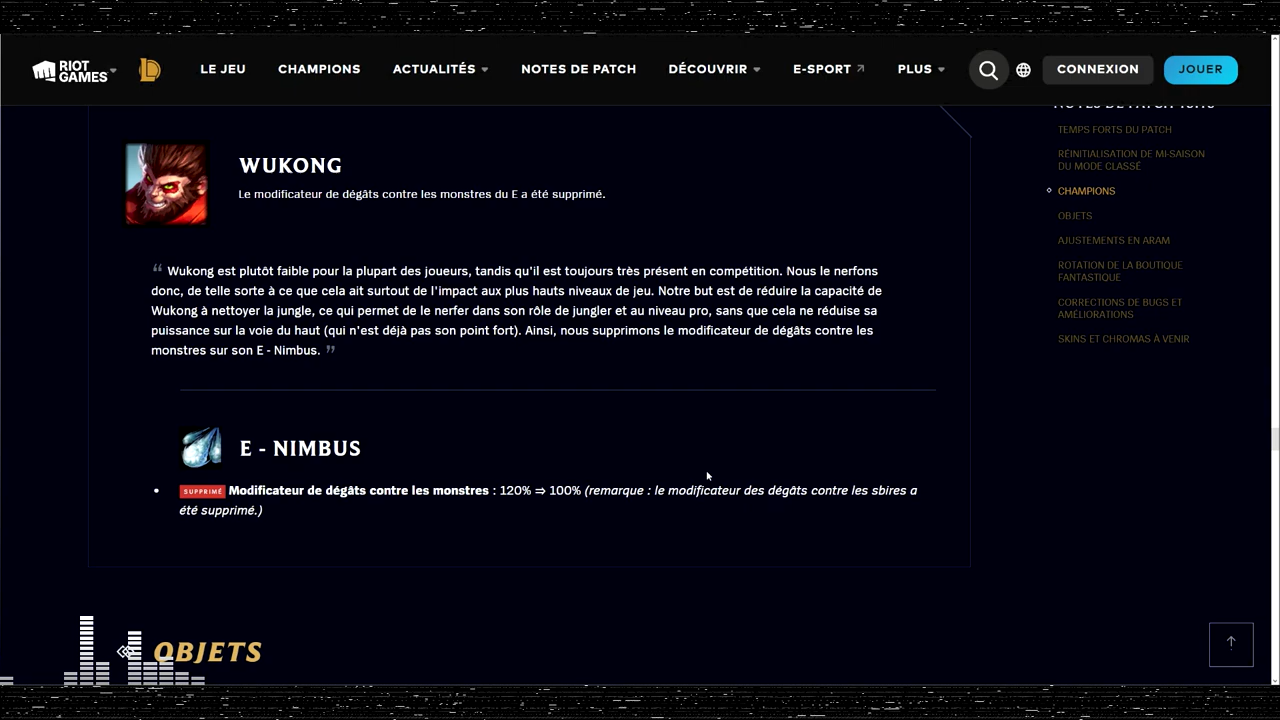 RIOT GAMES
LE JEU
CHAMPIONS
ACTUALITÉS
NOTES DE PATCH
DÉCOUVRIR
E-SPORT
PLUS
CONNEXION
JOUER
WUKONG
Le modificateur de dégâts contre les monstres du E a été supprimé.
“ Wukong est plutôt faible pour la plupart des joueurs, tandis qu'il est toujours très présent en compétition. Nous le nerfons
donc, de telle sorte à ce que cela ait surtout de l'impact aux plus hauts niveaux de jeu. Notre but est de réduire la capacité de
Wukong à nettoyer la jungle, ce qui permet de le nerfer dans son rôle de jungler et au niveau pro, sans que cela ne réduise sa
puissance sur la voie du haut (qui n'est déjà pas son point fort). Ainsi, nous supprimons le modificateur de dégâts contre les
monstres sur son E - Nimbus. ”
E - NIMBUS
• SUPPRIMÉ Modificateur de dégâts contre les monstres : 120% ⇒ 100% (remarque : le modificateur des dégâts contre les sbires a
été supprimé.)
OBJETS
TEMPS FORTS DU PATCH
RÉINITIALISATION DE MI-SAISON
DU MODE CLASSÉ
CHAMPIONS
OBJETS
AJUSTEMENTS EN ARAM
ROTATION DE LA BOUTIQUE
FANTASTIQUE
CORRECTIONS DE BUGS ET
AMÉLIORATIONS
SKINS ET CHROMAS À VENIR